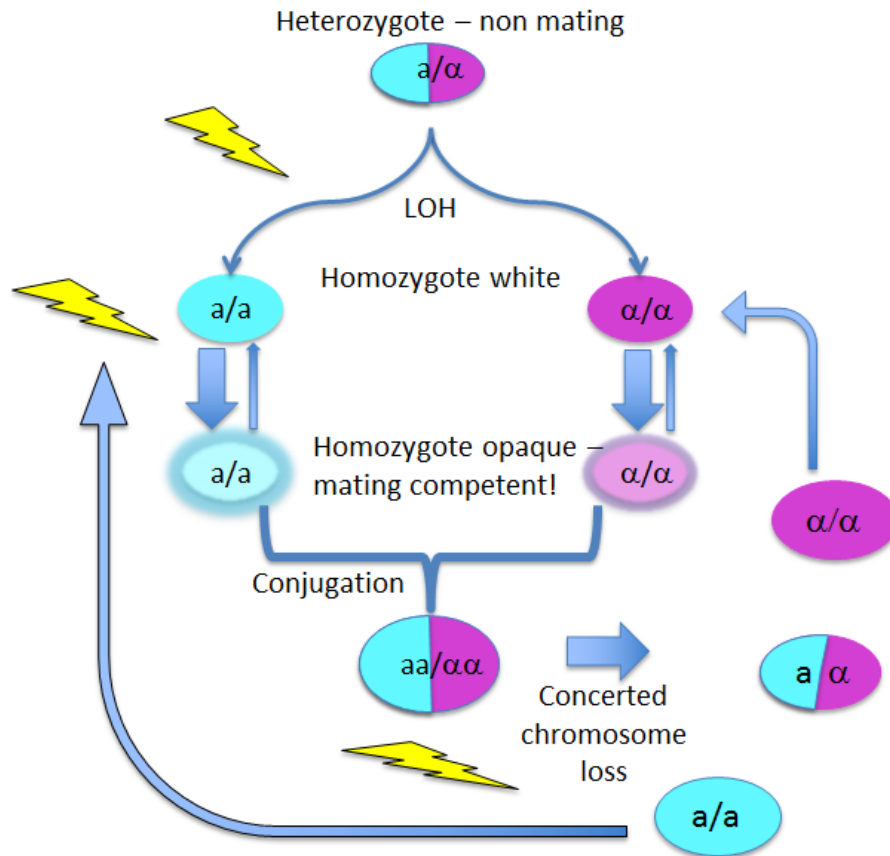 Heterozygote – non mating
a/α
LOH
Homozygote white
a/a
α/α
Homozygote opaque –
mating competent!
a/a
α/α
α/α
Conjugation
aa/αα
a α
Concerted
chromosome
loss
a/a